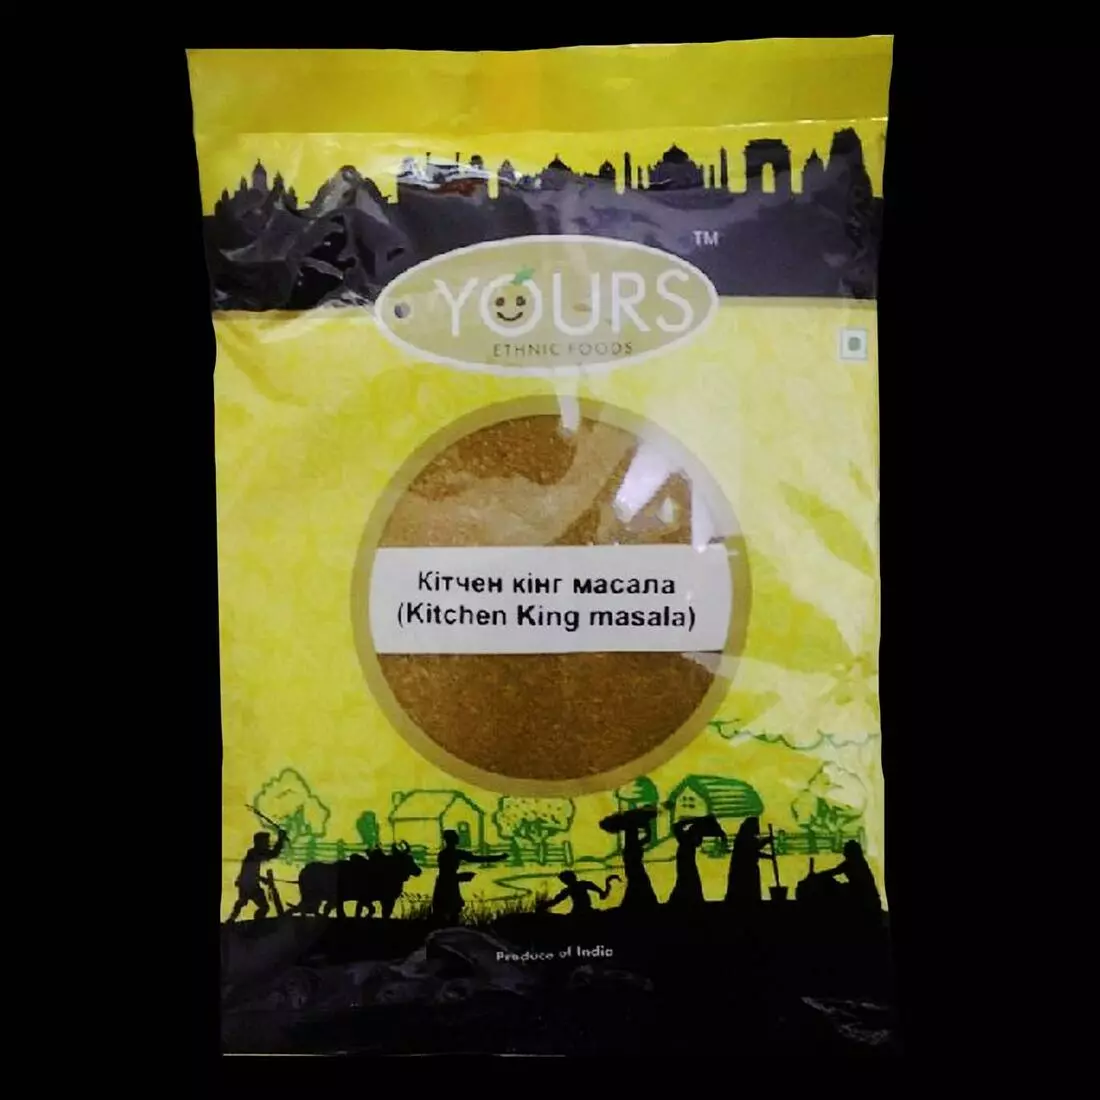 TM
YOURS
ETHNIC FOODS
Кітчен кінг масала
(Kitchen King masala)
Produce of India